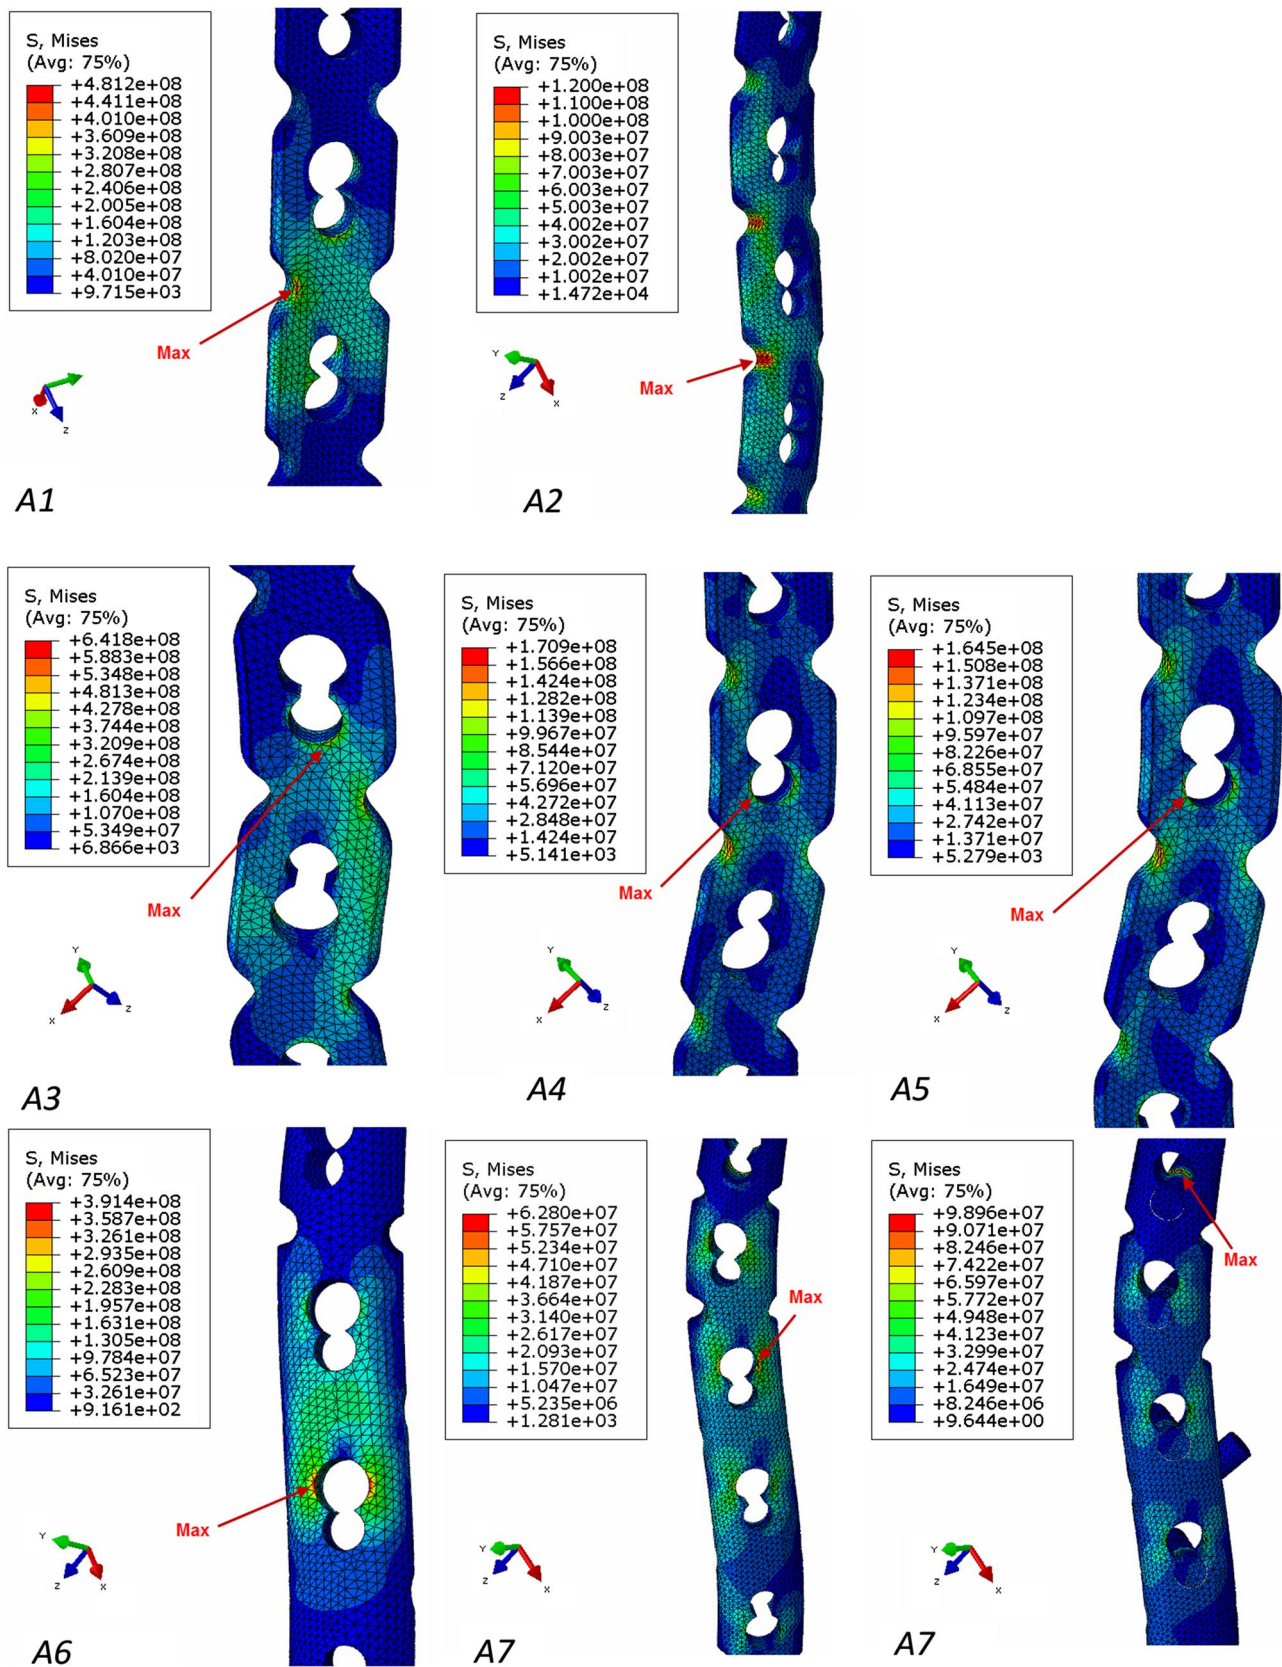 S, Mises
(Avg: 75%)
+4.812e+08
+4.411e+08
+4.010e+08
+3.609e+08
+3.208e+08
+2.807e+08
+2.406e+08
+2.005e+08
+1.604e+08
+1.203e+08
+8.020e+07
+4.010e+07
+9.715e+03
Max
X
Z
A1
S, Mises
(Avg: 75%)
+1.200e+08
+1.100e+08
+1.000e+08
+9.003e+07
+8.003e+07
+7.003e+07
+6.003e+07
+5.003e+07
+4.002e+07
+3.002e+07
+2.002e+07
+1.002e+07
+1.472e+04
Max
Y
Z
X
A2
S, Mises
(Avg: 75%)
+6.418e+08
+5.883e+08
+5.348e+08
+4.813e+08
+4.278e+08
+3.744e+08
+3.209e+08
+2.674e+08
+2.139e+08
+1.604e+08
+1.070e+08
+5.349e+07
+6.866e+03
Max
Y
X
Z
A3
S, Mises
(Avg: 75%)
+1.709e+08
+1.566e+08
+1.424e+08
+1.282e+08
+1.139e+08
+9.967e+07
+8.544e+07
+7.120e+07
+5.696e+07
+4.272e+07
+2.848e+07
+1.424e+07
+5.141e+03
Max
Y
X
Z
A4
S, Mises
(Avg: 75%)
+1.645e+08
+1.508e+08
+1.371e+08
+1.234e+08
+1.097e+08
+9.597e+07
+8.226e+07
+6.855e+07
+5.484e+07
+4.113e+07
+2.742e+07
+1.371e+07
+5.279e+03
Max
Y
X
Z
A5
S, Mises
(Avg: 75%)
+3.914e+08
+3.587e+08
+3.261e+08
+2.935e+08
+2.609e+08
+2.283e+08
+1.957e+08
+1.631e+08
+1.305e+08
+9.784e+07
+6.523e+07
+3.261e+07
+9.161e+02
Max
Y
Z
X
A6
S, Mises
(Avg: 75%)
+6.280e+07
+5.757e+07
+5.234e+07
+4.710e+07
+4.187e+07
+3.664e+07
+3.140e+07
+2.617e+07
+2.093e+07
+1.570e+07
+1.047e+07
+5.235e+06
+1.281e+03
Max
Y
Z
X
A7
S, Mises
(Avg: 75%)
+9.896e+07
+9.071e+07
+8.246e+07
+7.422e+07
+6.597e+07
+5.772e+07
+4.948e+07
+4.123e+07
+3.299e+07
+2.474e+07
+1.649e+07
+8.246e+06
+9.644e+00
Max
Y
Z
X
A7